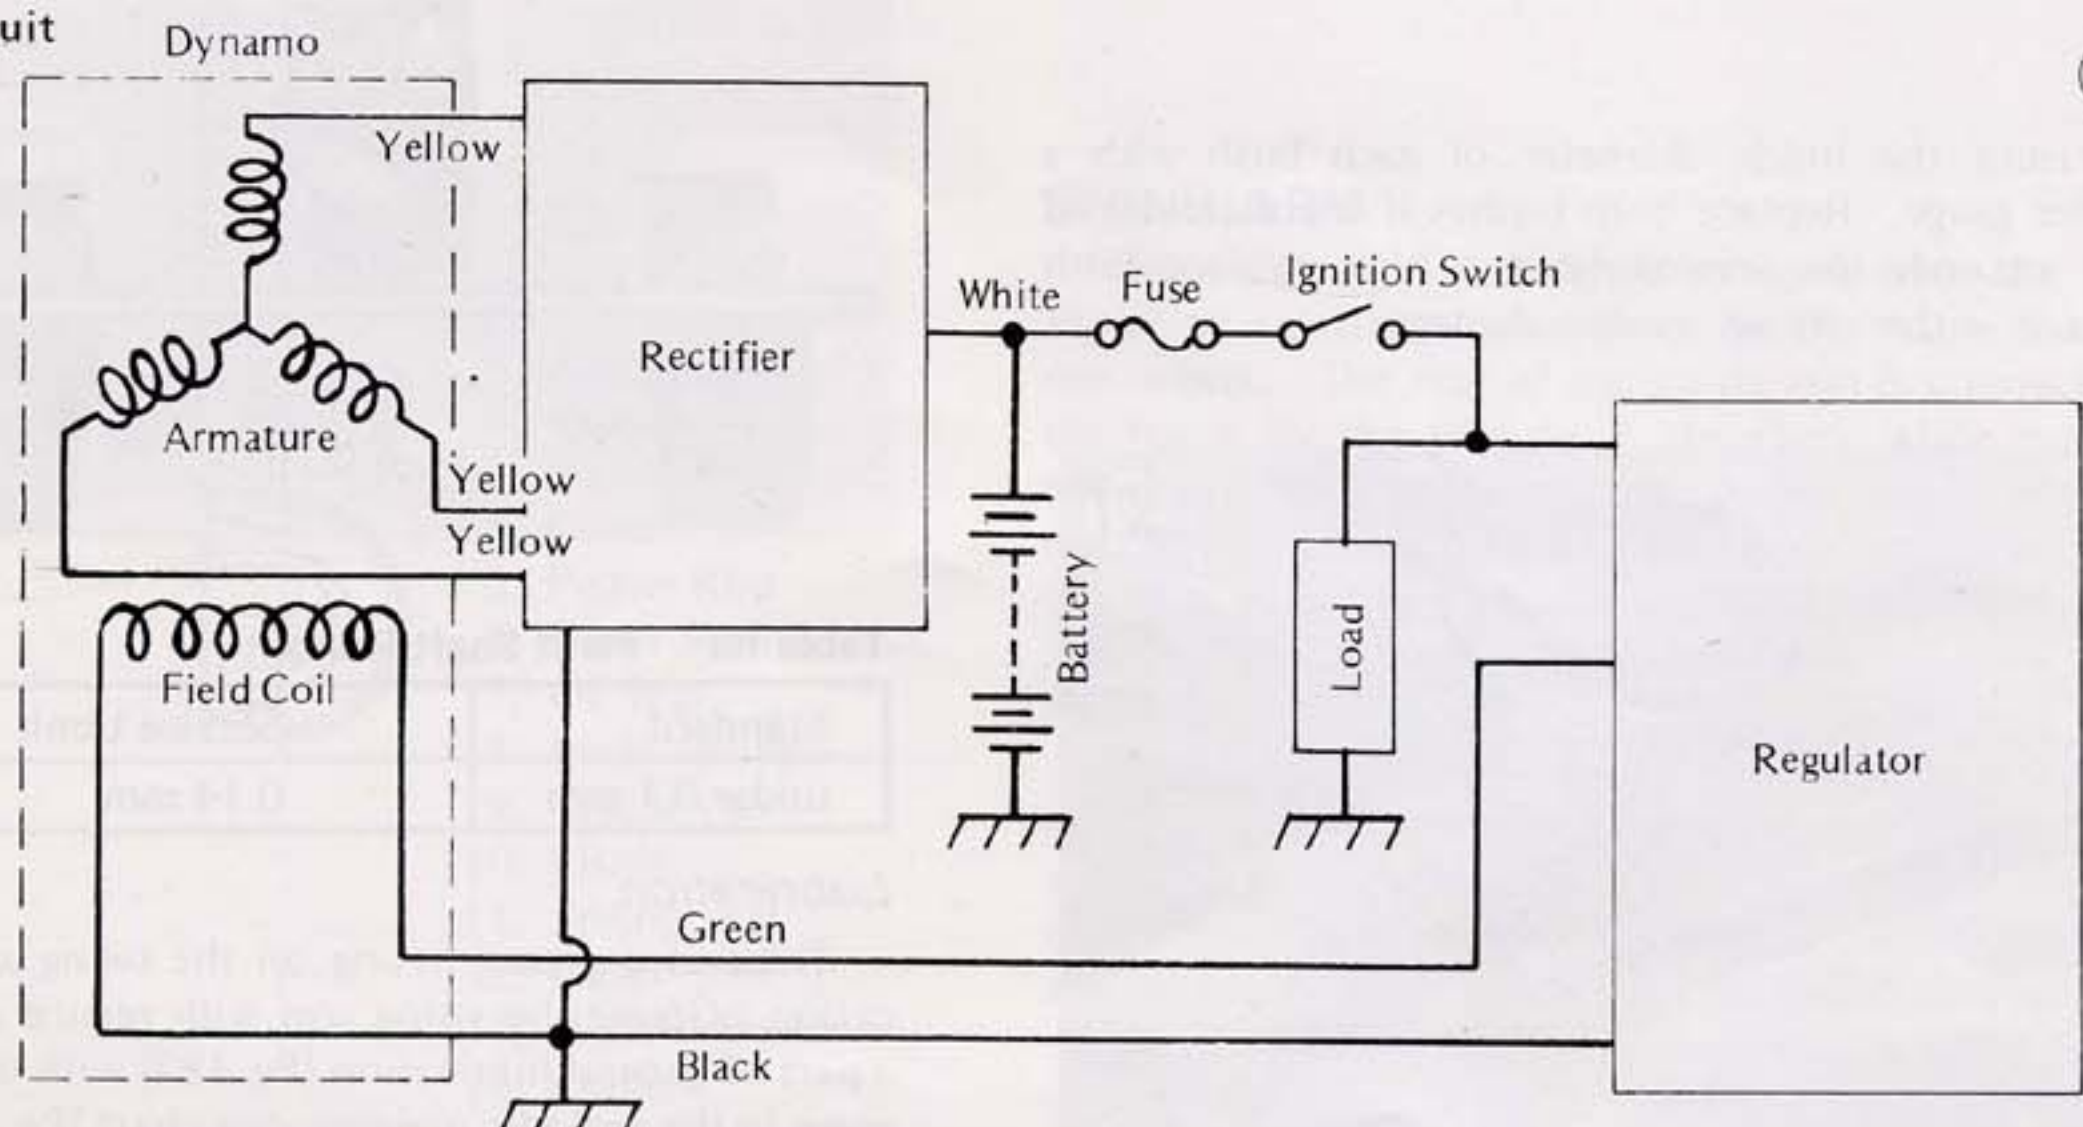 uit
Dynamo
Yellow
Rectifier
White
Fuse
Ignition Switch
Armature
Yellow
Yellow
Battery
Load
Field Coil
Regulator
Green
Black